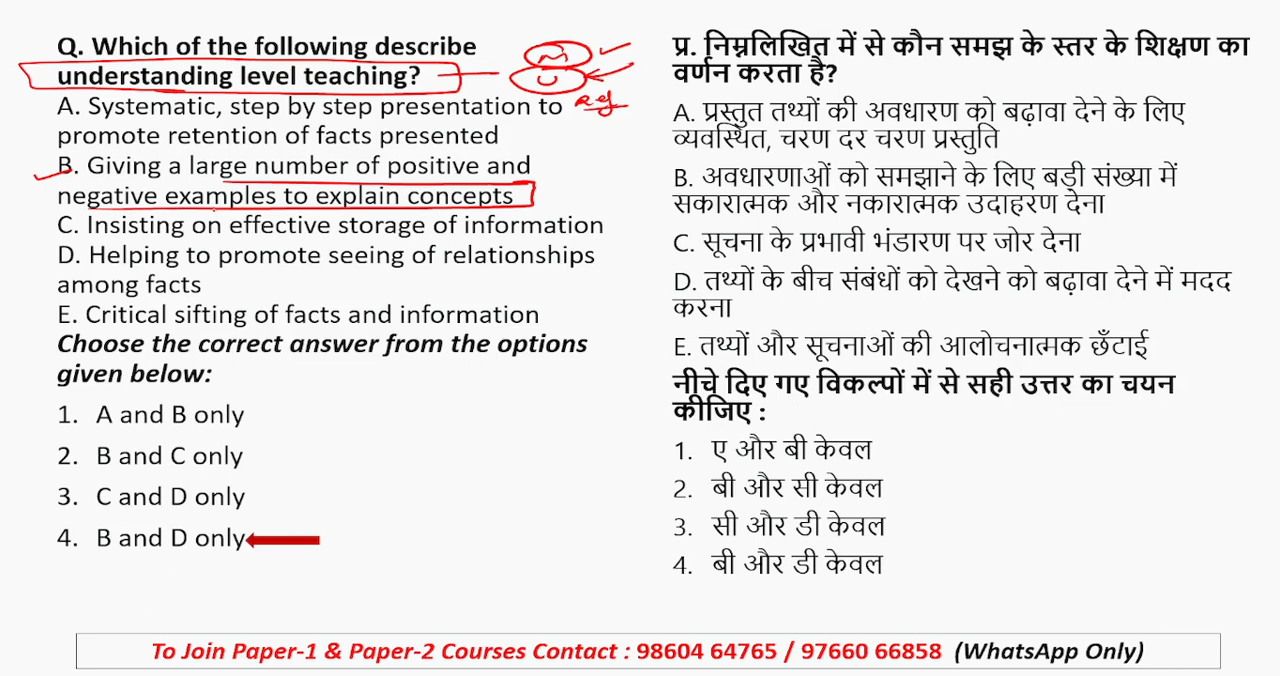 Q. Which of the following describe
understanding level teaching?
A. Systematic, step by step presentation to
promote retention of facts presented
B. Giving a large number of positive and
negative examples to explain concepts
C. Insisting on effective storage of information
D. Helping to promote seeing of relationships
among facts
E. Critical sifting of facts and information
Choose the correct answer from the options
given below:
1. A and B only
2. B and C only
3. C and D only
4. B and D only
M
U
Ref
प्र. निम्नलिखित में से कौन समझ के स्तर के शिक्षण का
वर्णन करता है?
A. प्रस्तुत तथ्यों की अवधारण को बढ़ावा देने के लिए
व्यवस्थित, चरण दर चरण प्रस्तुति
B. अवधारणाओं को समझाने के लिए बड़ी संख्या में
सकारात्मक और नकारात्मक उदाहरण देना
C. सूचना के प्रभावी भंडारण पर जोर देना
D. तथ्यों के बीच संबंधों को देखने को बढ़ावा देने में मदद
करना
E. तथ्यों और सूचनाओं की आलोचनात्मक छँटाई
नीचे दिए गए विकल्पों में से सही उत्तर का चयन
कीजिए :
1. ए और बी केवल
2. बी और सी केवल
3. सी और डी केवल
4. बी और डी केवल
To Join Paper-1 & Paper-2 Courses Contact : 98604 64765 / 97660 66858 (WhatsApp Only)